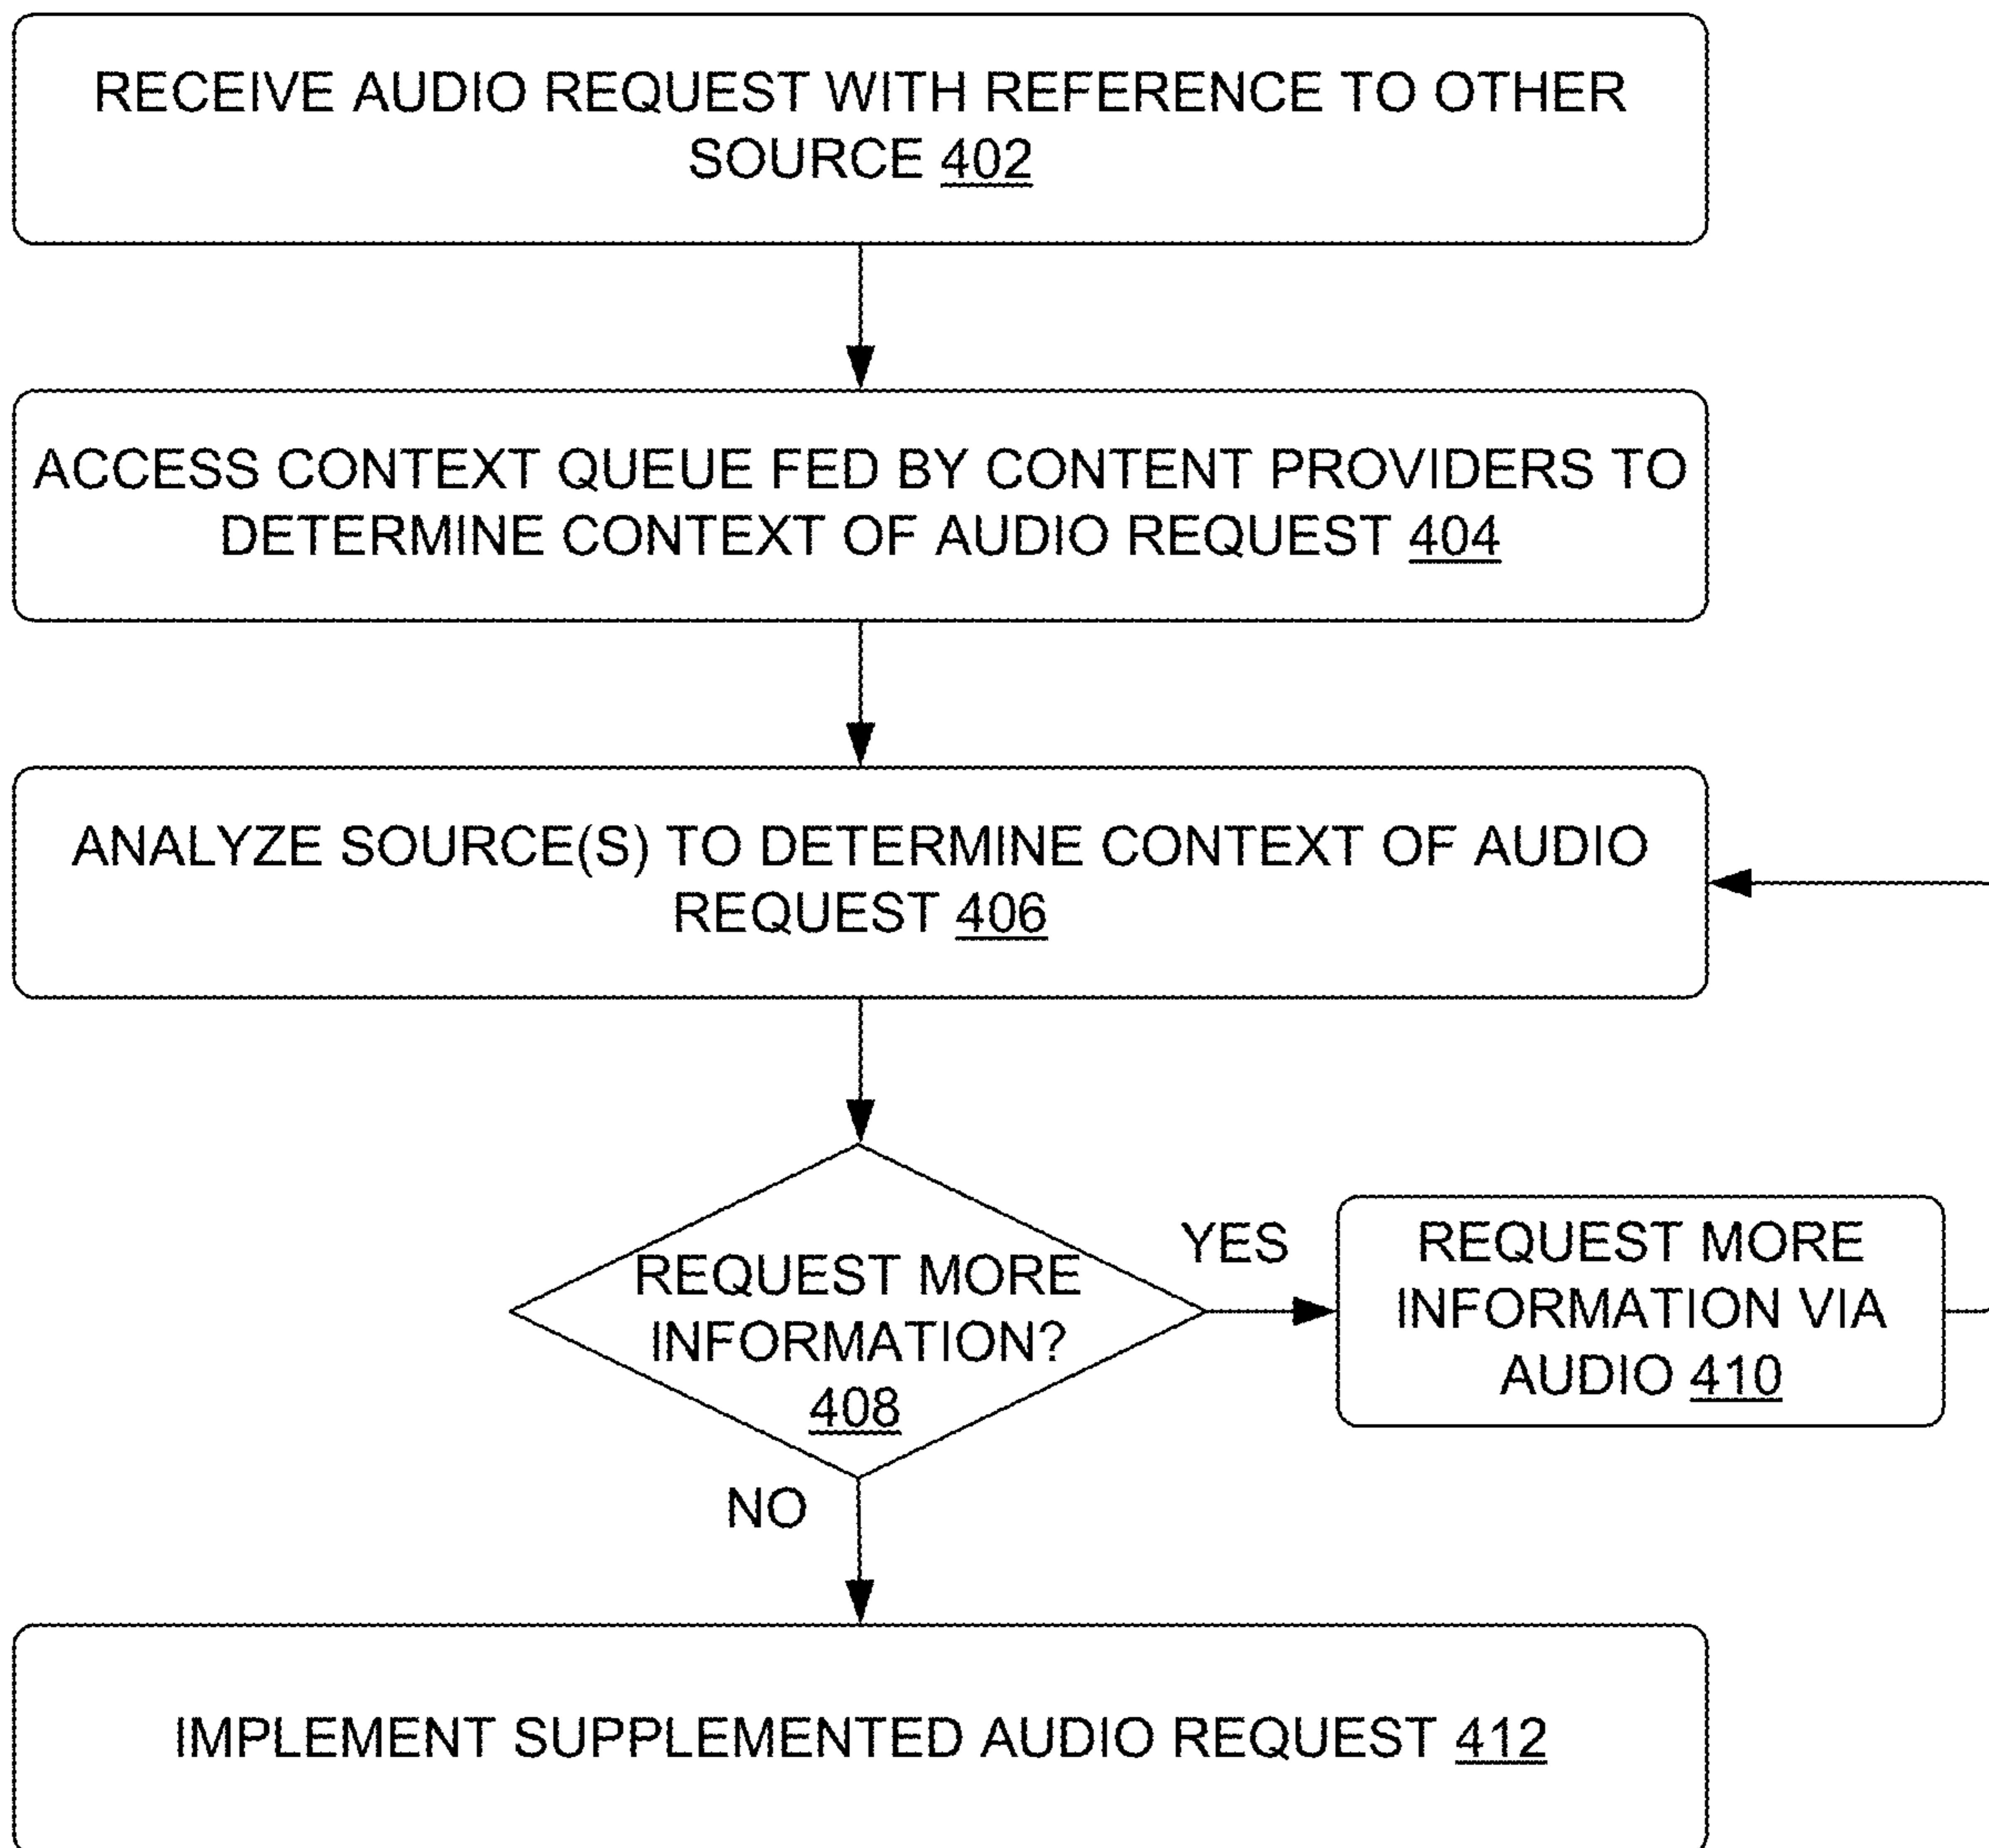 RECEIVE AUDIO REQUEST WITH REFERENCE TO OTHER
SOURCE 402
ACCESS CONTEXT QUEUE FED BY CONTENT PROVIDERS TO
DETERMINE CONTEXT OF AUDIO REQUEST 404
ANALYZE SOURCE(S) TO DETERMINE CONTEXT OF AUDIO
REQUEST 406
REQUEST MORE
INFORMATION?
408
YES
REQUEST MORE
INFORMATION VIA
AUDIO 410
NO
IMPLEMENT SUPPLEMENTED AUDIO REQUEST 412